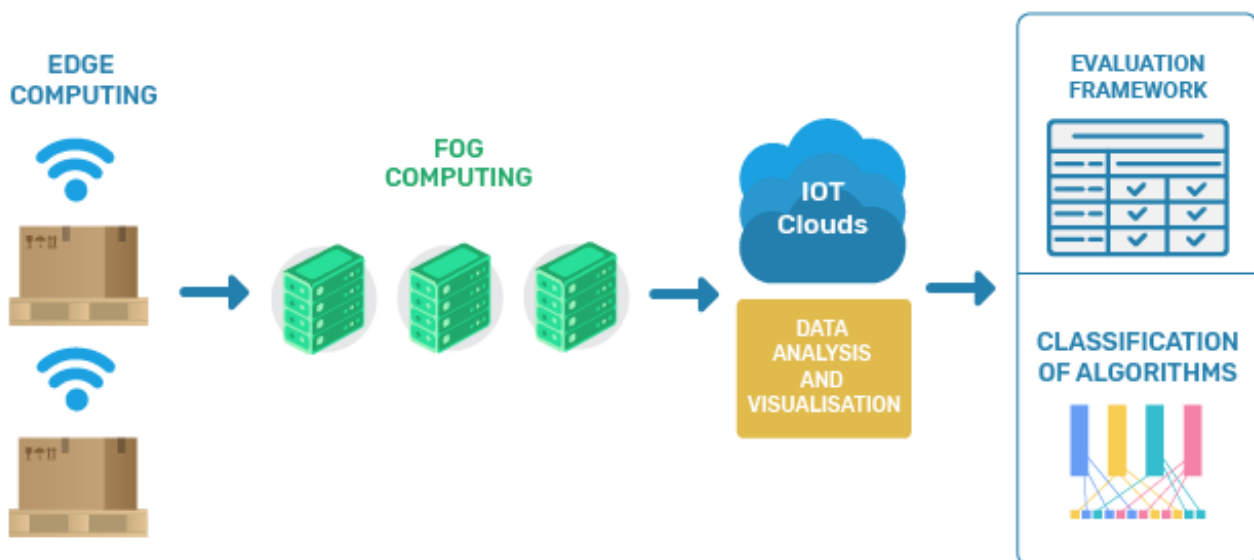 EDGE
COMPUTING
FOG
COMPUTING
IOT
Clouds
DATA
ANALYSIS
AND
VISUALISATION
EVALUATION
FRAMEWORK
CLASSIFICATION
OF ALGORITHMS